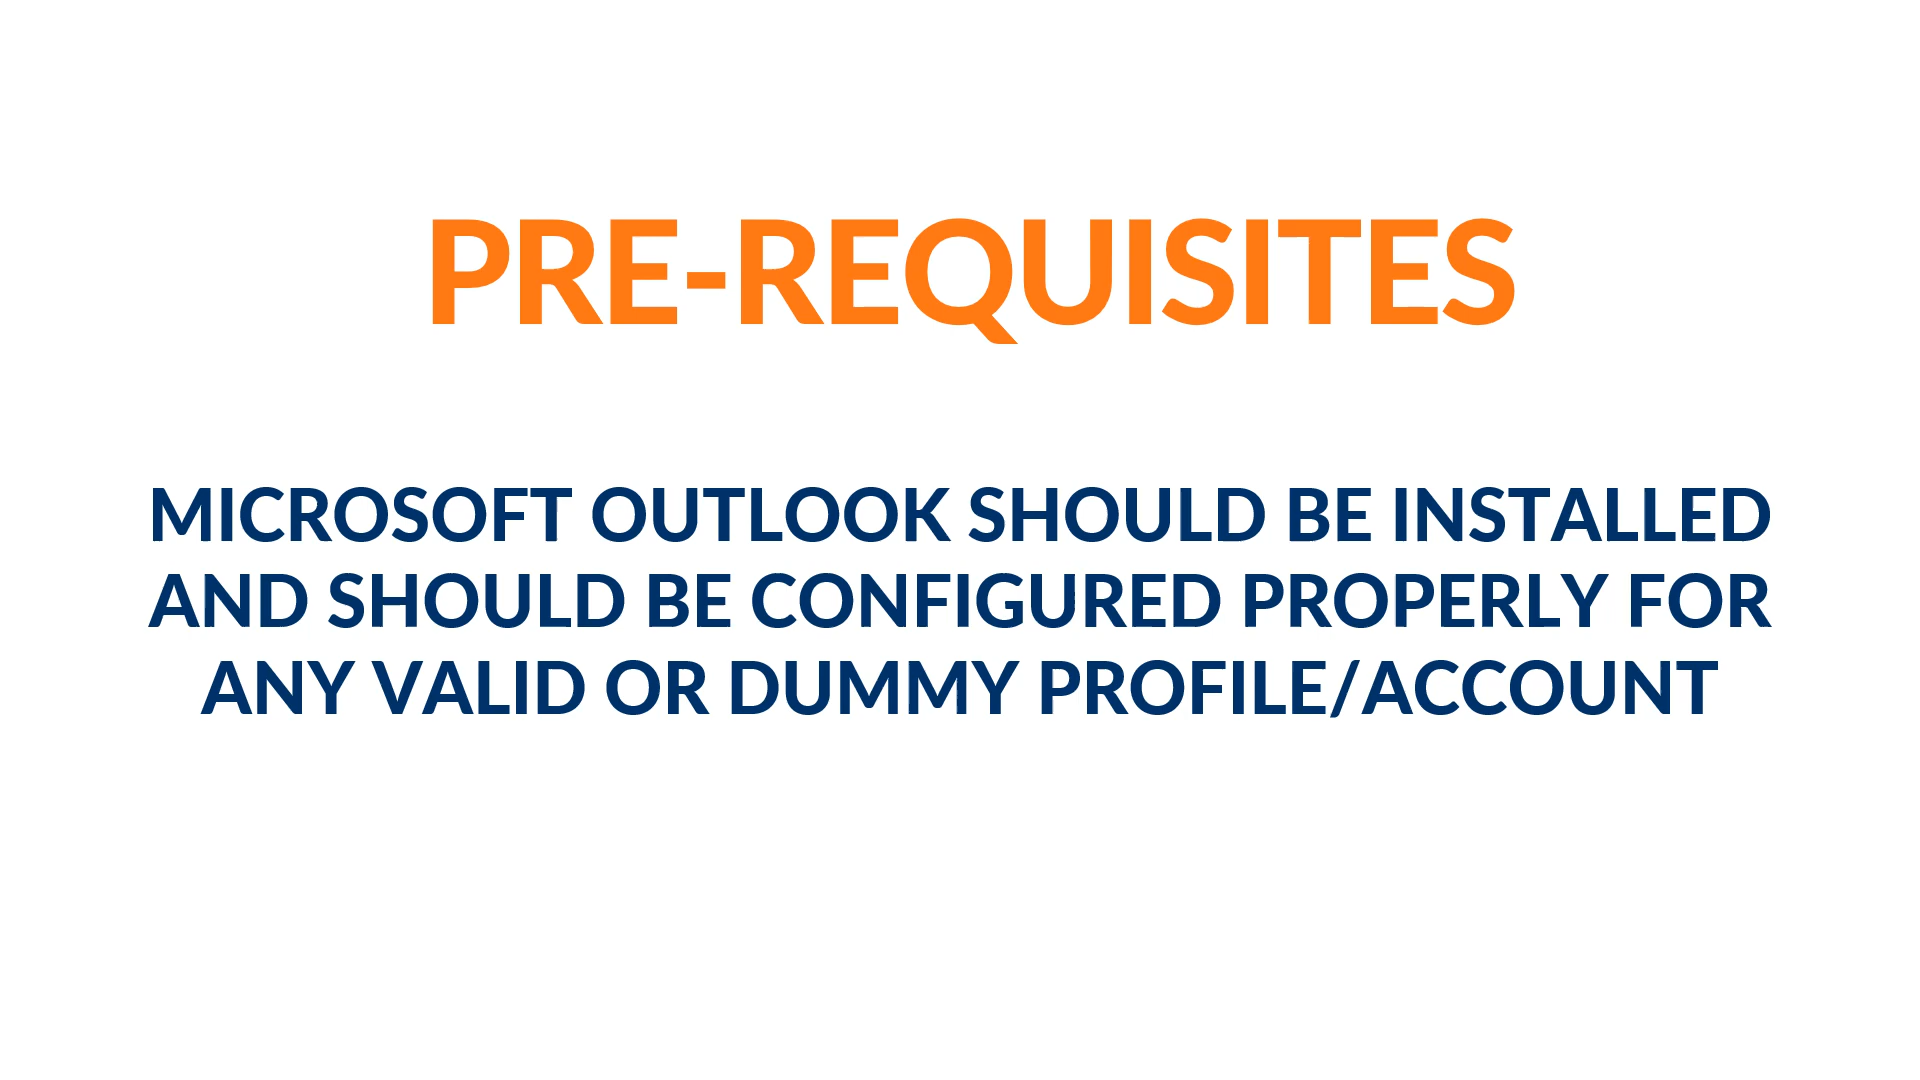 PRE-REQUISITES
MICROSOFT OUTLOOK SHOULD BE INSTALLED
AND SHOULD BE CONFIGURED PROPERLY FOR
ANY VALID OR DUMMY PROFILE/ACCOUNT